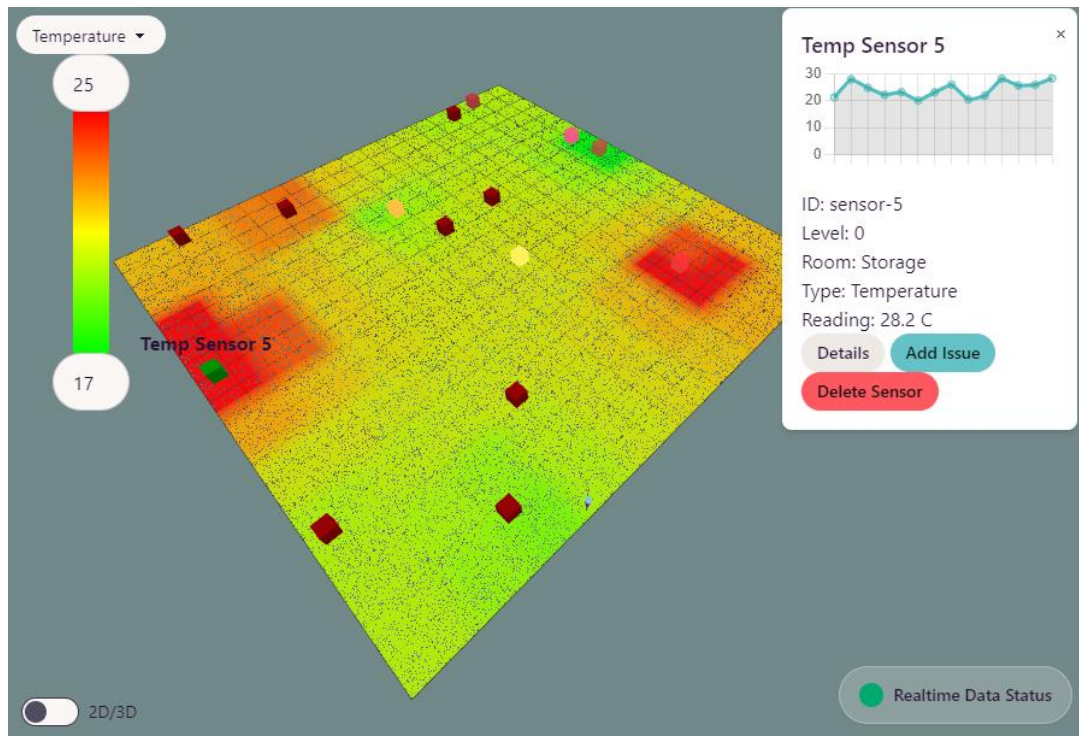 Temperature
25
17
Temp Sensor 5
2D/3D
×
Temp Sensor 5
30
20
10
0
ID: sensor-5
Level: 0
Room: Storage
Type: Temperature
Reading: 28.2 C
Details
Add Issue
Delete Sensor
Realtime Data Status